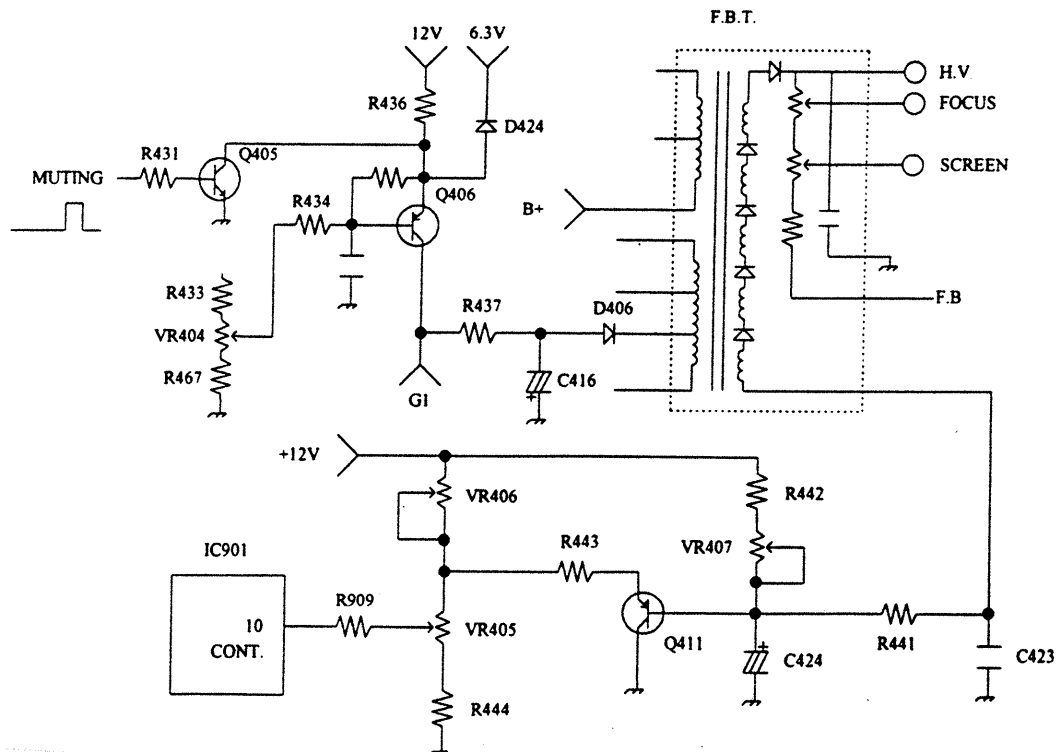 F.B.T.
12V
6.3V
H.V.
R436
FOCUS
D424
R431
Q405
MUTING
SCREEN
Q406
R434
B+
R433
R437
D406
F.B
VR404
R467
C416
G1
+12V
VR406
R442
R443
VR407
IC901
R909
10
CONT.
VR405
Q411
C424
R441
C423
R444